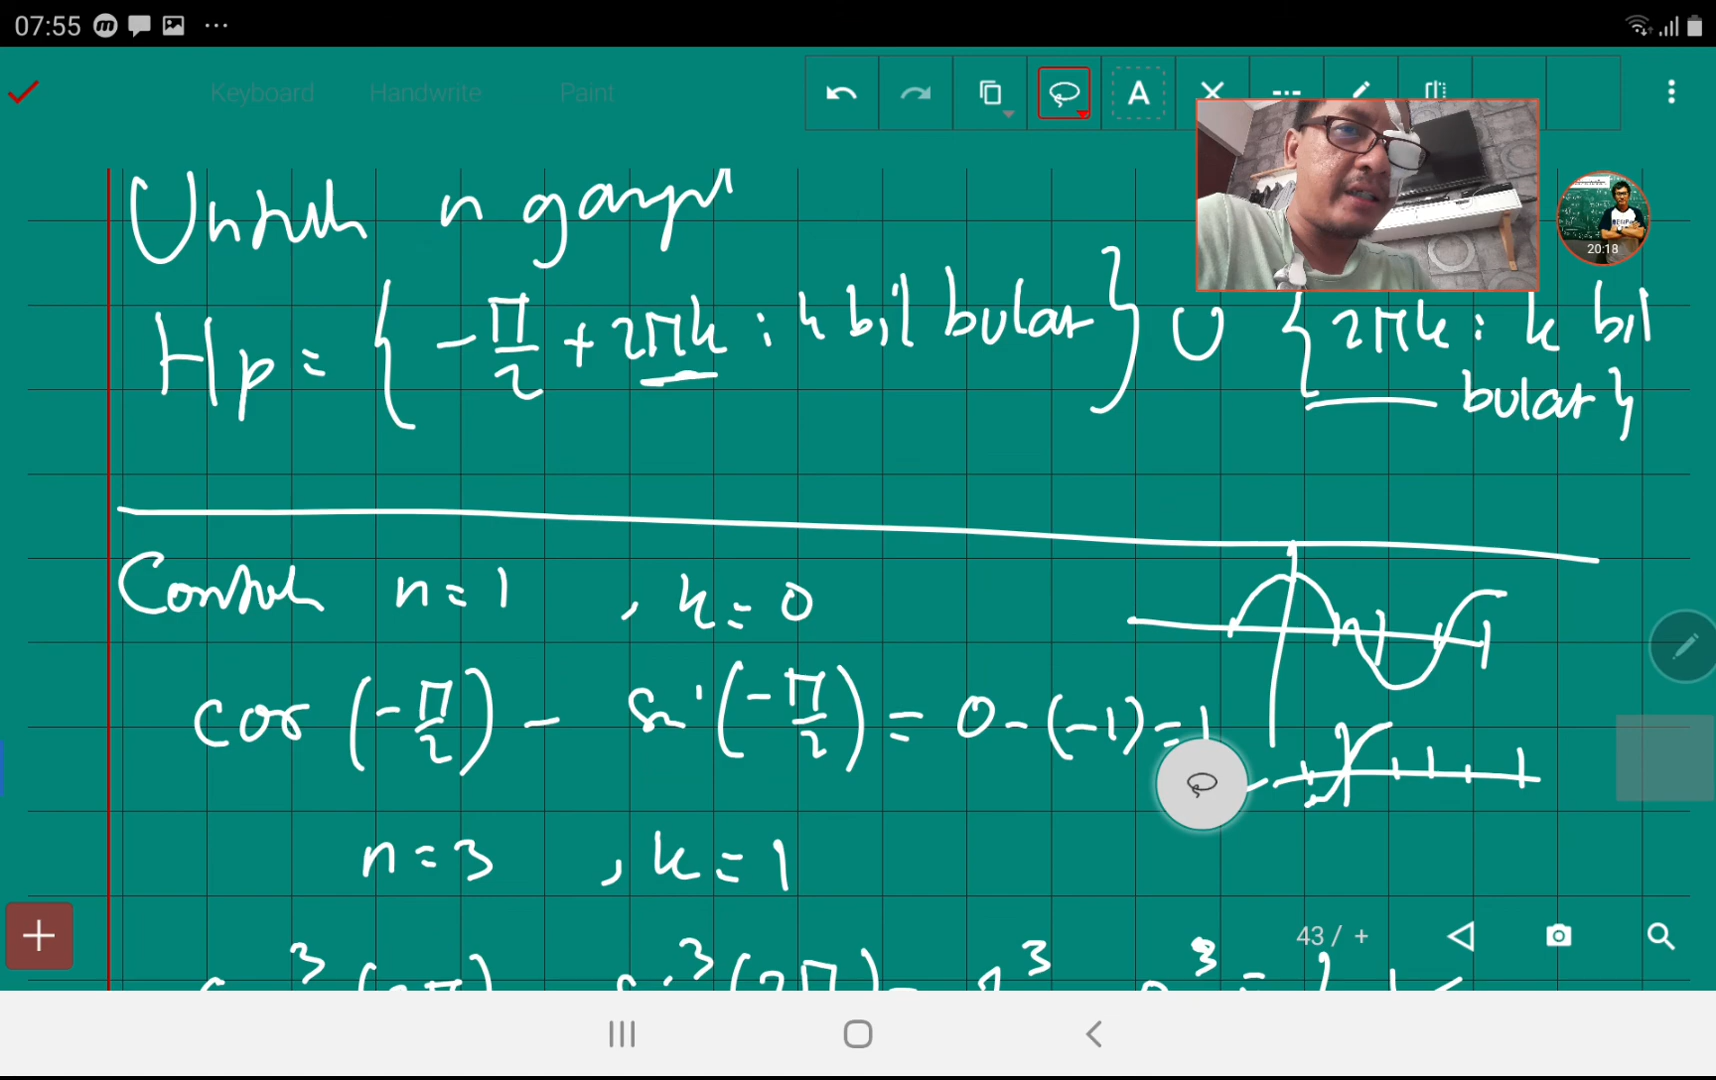 07:55
Keyboard Handwrite Paint
A
20:18
Untuk n ganjil
Hp = { -π/2 + 2πk : k bil bulat } ∪ { 2πk : k bil
bulat }
Contoh n = 1 , k = 0
cos (-π/2) - sin (-π/2) = 0 - (-1) = 1
n = 3 , k = 1
43 / +